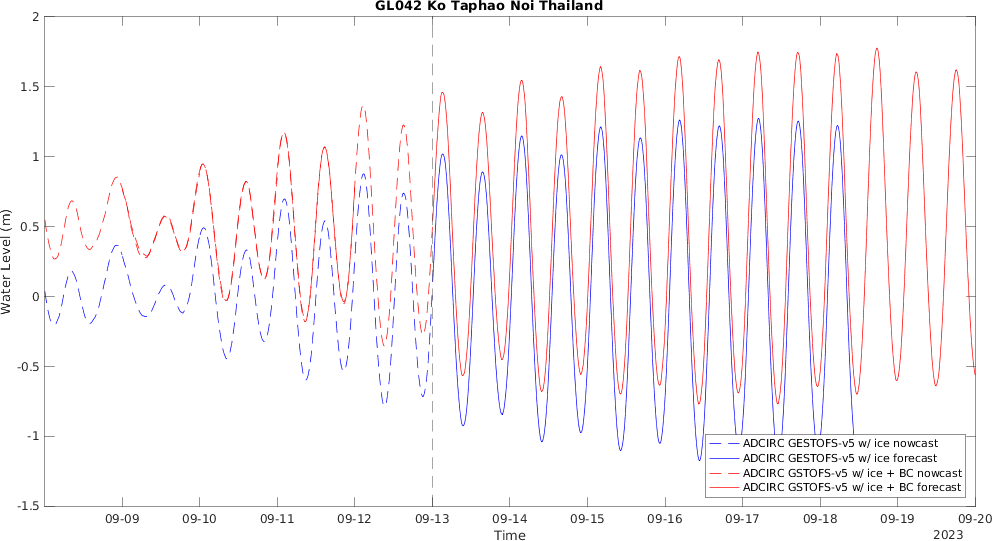 GL042 Ko Taphao Noi Thailand
2
1.5
1
0.5
0
-0.5
-1
-1.5
Water Level (m)
ADCIRC GESTOFS-v5 w/ ice nowcast
ADCIRC GESTOFS-v5 w/ ice forecast
ADCIRC GSTOFS-v5 w/ ice + BC nowcast
ADCIRC GSTOFS-v5 w/ ice + BC forecast
09-09 09-10 09-11 09-12 09-13 09-14 09-15 09-16 09-17 09-18 09-19 09-20
Time
2023